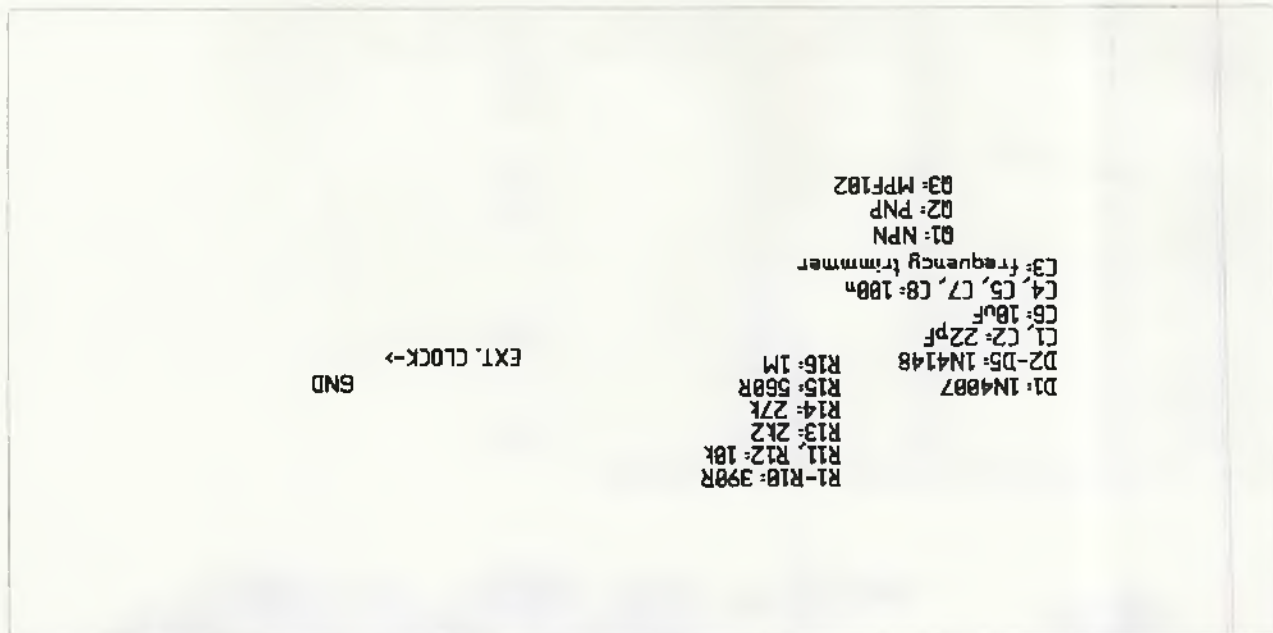 R1-R10: 390R
R11, R12: 10k
R13: 2k2
R14: 27k
R15: 560R
R16: 1M
D1: 1N4007
D2-D5: 1N4148
C1, C2: 22pF
C6: 10uF
C4, C5, C7, C8: 100n
C3: frequency trimmer
Q1: NPN
Q2: PNP
Q3: MPF102
GND
EXT. CLOCK->